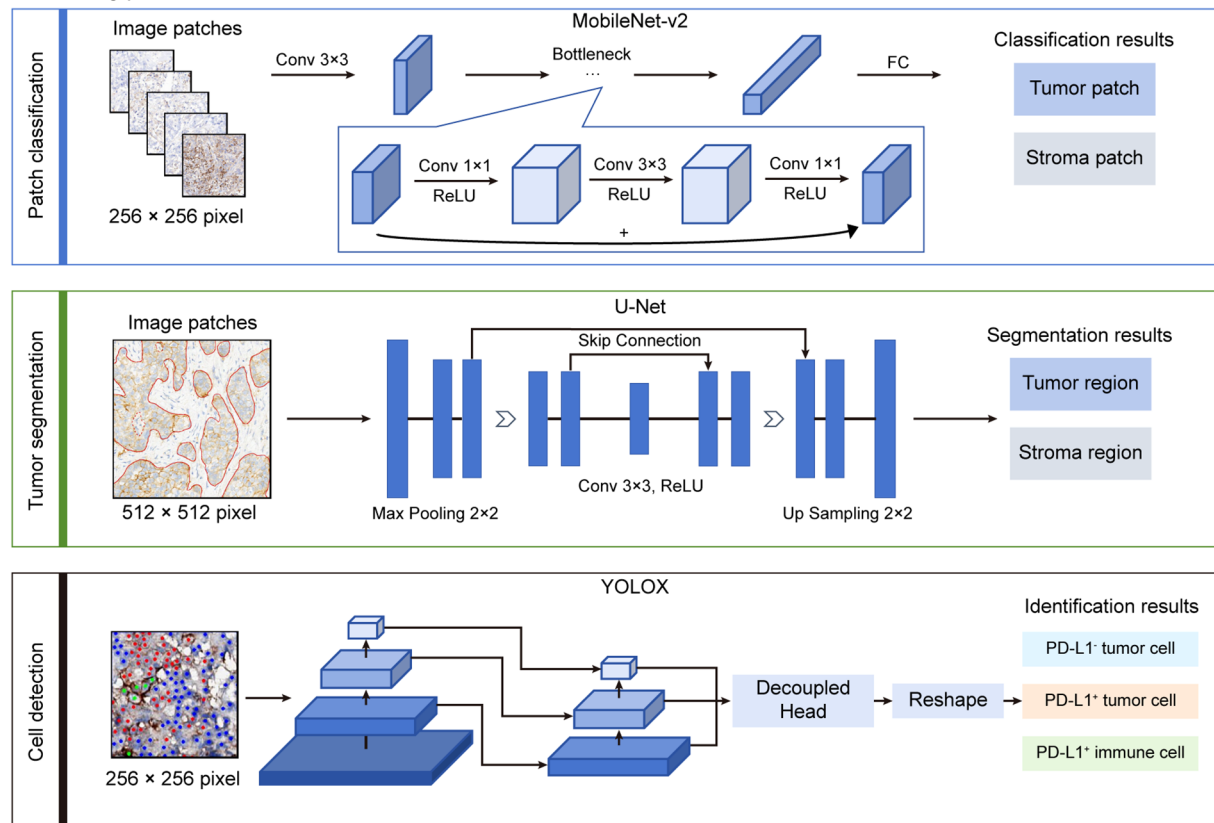 Patch classification
MobileNet-v2
Image patches
256 × 256 pixel
Conv 3×3
Bottleneck
...
FC
Conv 1×1
ReLU
Conv 3×3
ReLU
Conv 1×1
ReLU
+
Classification results
Tumor patch
Stroma patch
Tumor segmentation
U-Net
Image patches
512 × 512 pixel
Skip Connection
Conv 3×3, ReLU
Max Pooling 2×2
Up Sampling 2×2
Segmentation results
Tumor region
Stroma region
Cell detection
YOLOX
256 × 256 pixel
Decoupled
Head
Reshape
Identification results
PD-L1⁻ tumor cell
PD-L1⁺ tumor cell
PD-L1⁺ immune cell